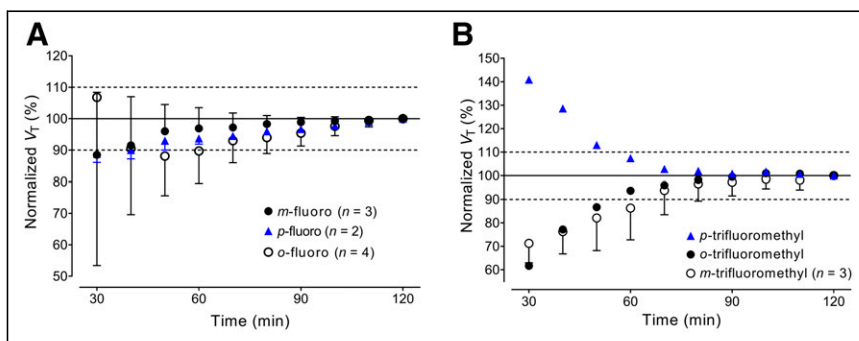 A
Normalized VT (%)
120
110
100
90
80
70
60
50
m-fluoro (n = 3)
p-fluoro (n = 2)
o-fluoro (n = 4)
30
60
90
120
Time (min)
B
Normalized VT (%)
150
140
130
120
110
100
90
80
70
60
p-trifluoromethyl
o-trifluoromethyl
m-trifluoromethyl (n = 3)
30
60
90
120
Time (min)